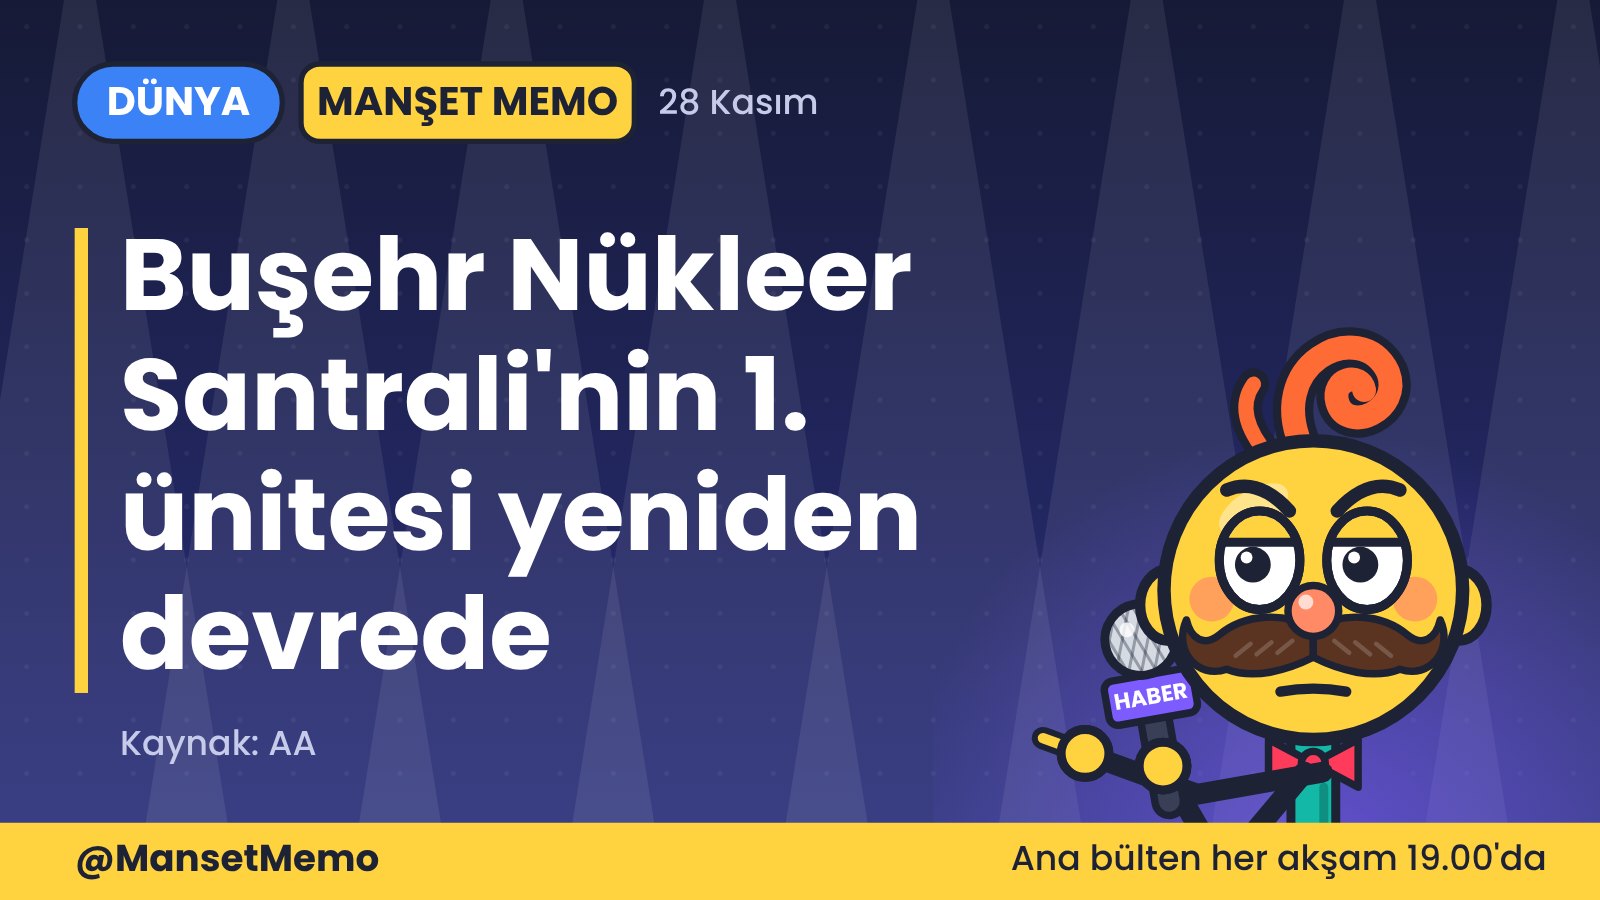 DÜNYA MANŞET MEMO 28 Kasım
Buşehr Nükleer
Santrali'nin 1.
ünitesi yeniden
devrede
Kaynak: AA
HABER
@MansetMemo Ana bülten her akşam 19.00'da